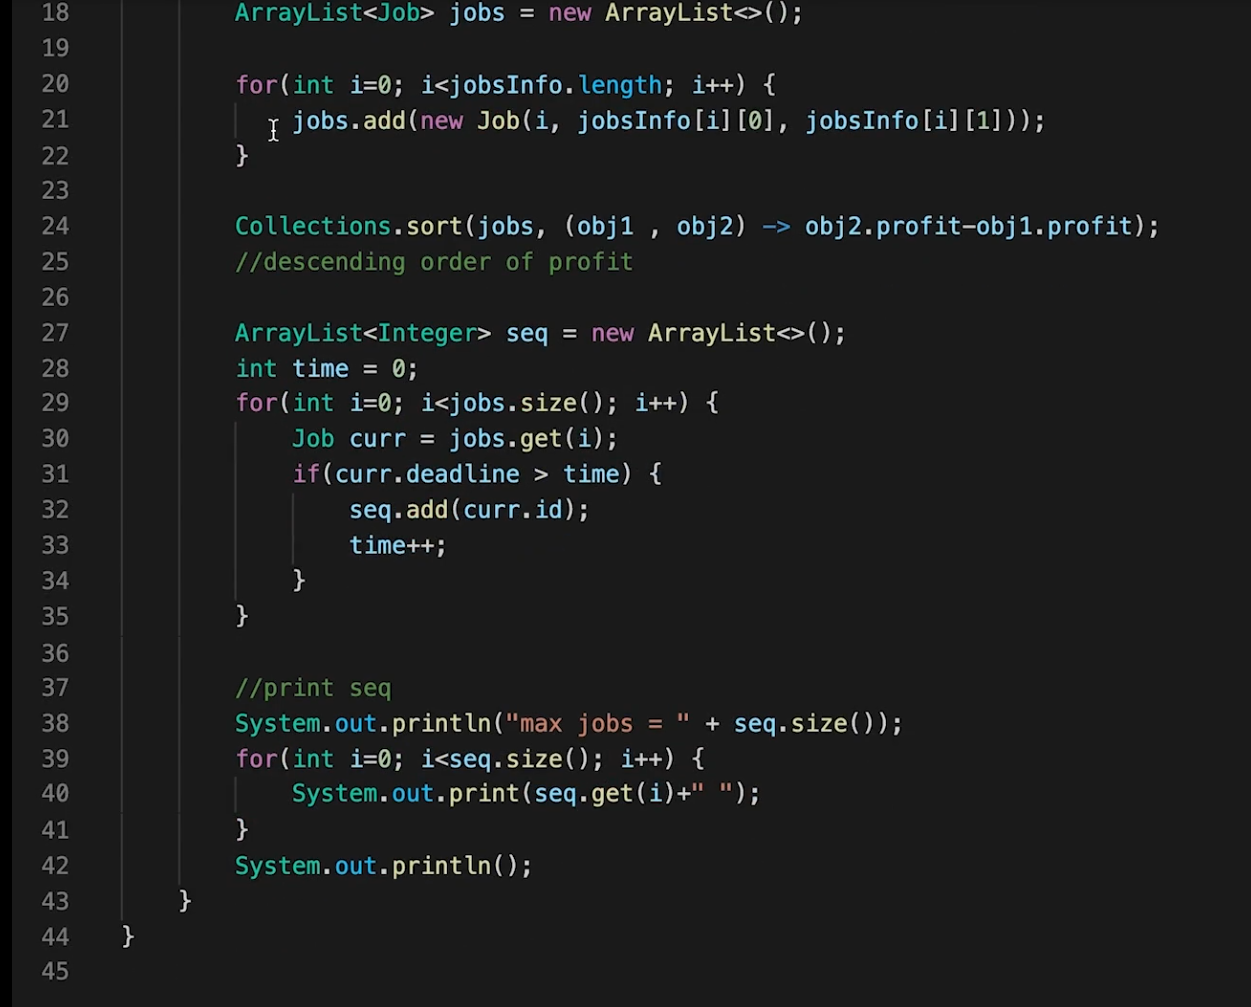 18 ArrayList<Job> jobs = new ArrayList<>();
19
20 for(int i=0; i<jobsInfo.length; i++) {
21 jobs.add(new Job(i, jobsInfo[i][0], jobsInfo[i][1]));
22 }
23
24 Collections.sort(jobs, (obj1 , obj2) -> obj2.profit-obj1.profit);
25 //descending order of profit
26
27 ArrayList<Integer> seq = new ArrayList<>();
28 int time = 0;
29 for(int i=0; i<jobs.size(); i++) {
30 Job curr = jobs.get(i);
31 if(curr.deadline > time) {
32 seq.add(curr.id);
33 time++;
34 }
35 }
36
37 //print seq
38 System.out.println("max jobs = " + seq.size());
39 for(int i=0; i<seq.size(); i++) {
40 System.out.print(seq.get(i)+" ");
41 }
42 System.out.println();
43 }
44 }
45